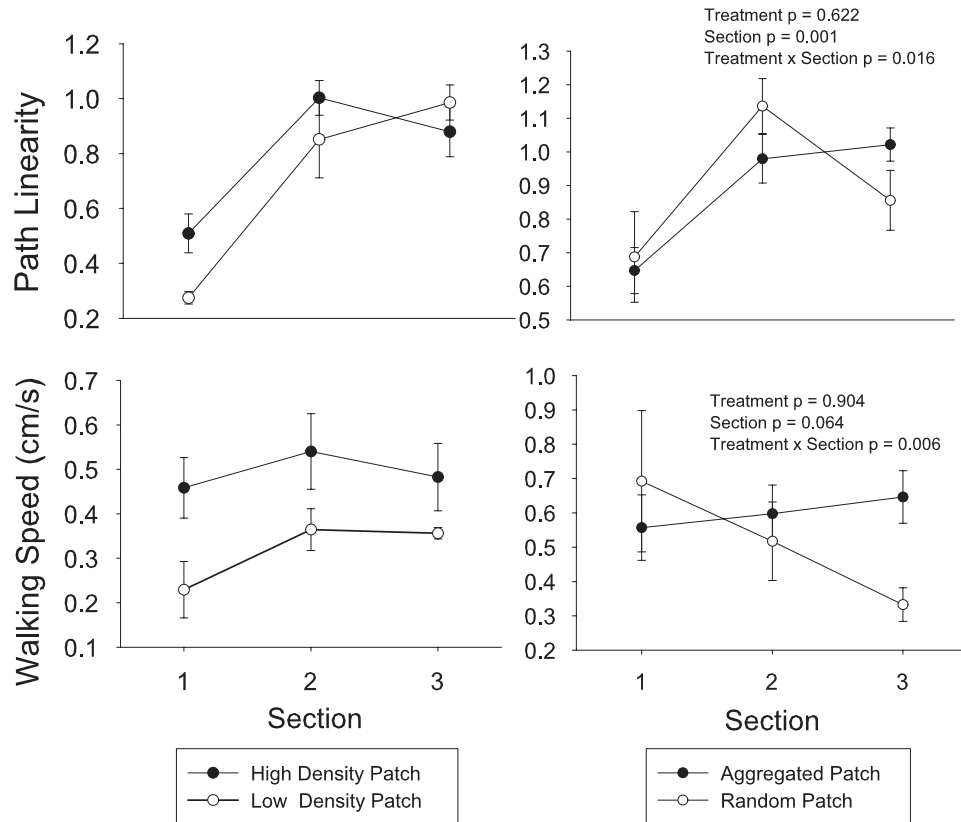 Treatment p = 0.622
Section p = 0.001
Treatment x Section p = 0.016
Path Linearity
1.2
1.0
0.8
0.6
0.4
0.2
1.3
1.2
1.1
1.0
0.9
0.8
0.7
0.6
0.5
Walking Speed (cm/s)
0.7
0.6
0.5
0.4
0.3
0.2
0.1
1.0
0.9
0.8
0.7
0.6
0.5
0.4
0.3
0.2
Treatment p = 0.904
Section p = 0.064
Treatment x Section p = 0.006
1 2 3
Section
1 2 3
Section
High Density Patch
Low Density Patch
Aggregated Patch
Random Patch